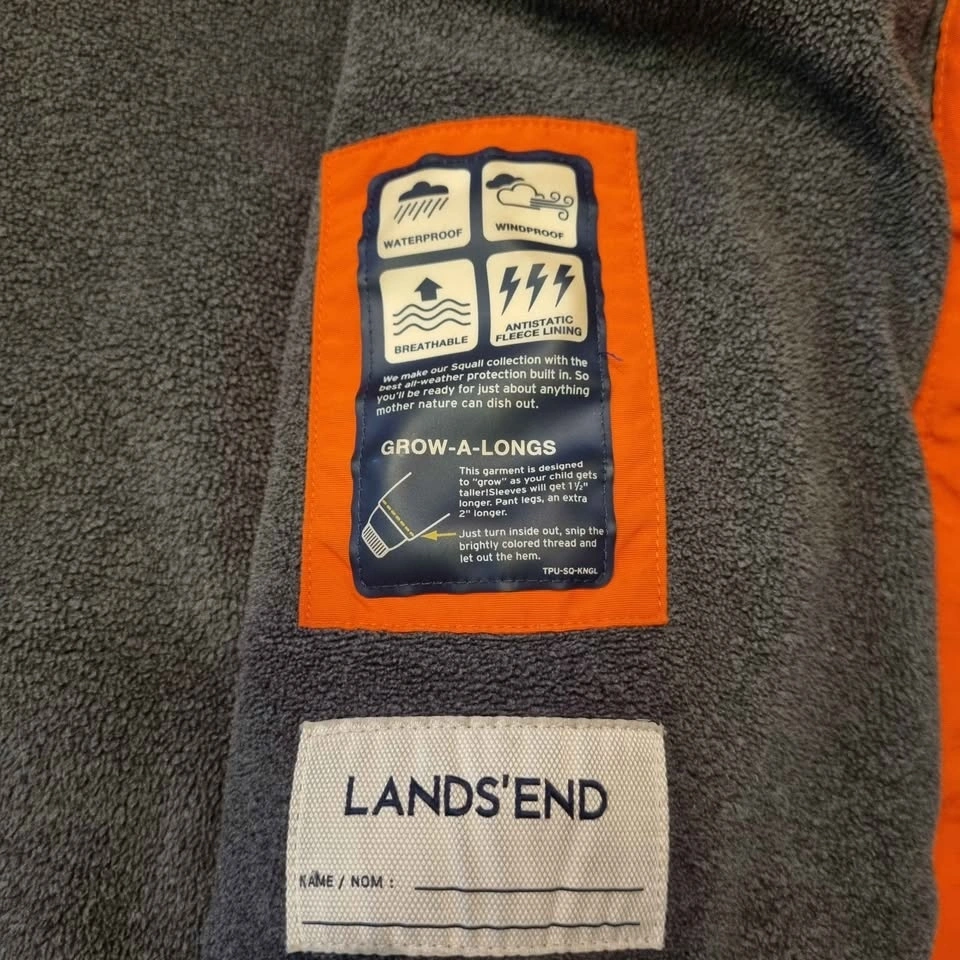 WATERPROOF
WINDPROOF
BREATHABLE
ANTISTATIC
FLEECE LINING
We make our Squall collection with the
best all-weather protection built in. So
you'll be ready for just about anything
mother nature can dish out.
GROW-A-LONGS
This garment is designed
to "grow" as your child gets
taller!Sleeves will get 1½"
longer. Pant legs, an extra
2" longer.
Just turn inside out, snip the
brightly colored thread and
let out the hem.
TPU-SQ-KNGL
LANDS'END
NAME / NOM :